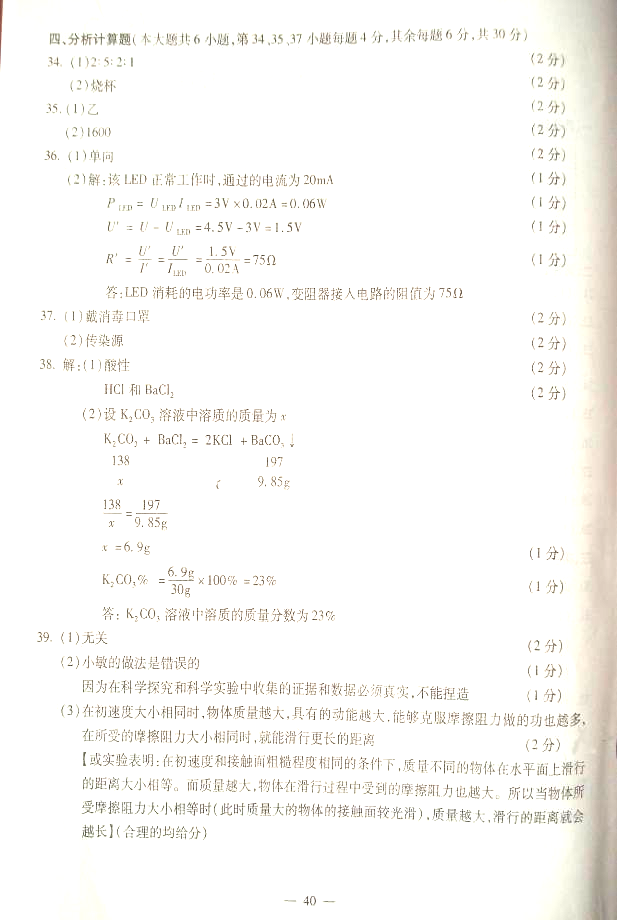 四、分析计算题(本大题共6小题,第34、35、37小题每题4分,其余每题6分,共30分)
34. (1)2:5:2:1 (2分)
(2)烧杯 (2分)
35. (1)乙 (2分)
(2)1600 (2分)
36. (1)单向 (2分)
(2)解:该LED正常工作时,通过的电流为20mA (1分)
P LED = U LED I LED = 3V×0.02A = 0.06W (1分)
U′ = U - U LED = 4.5V - 3V = 1.5V (1分)
R′ = U′/I′ = U′/I LED = 1.5V/0.02A = 75Ω (1分)
答:LED消耗的电功率是0.06W,变阻器接入电路的阻值为75Ω
37. (1)戴消毒口罩 (2分)
(2)传染源 (2分)
38. 解:(1)酸性 (2分)
HCl和BaCl₂ (2分)
(2)设K₂CO₃溶液中溶质的质量为x
K₂CO₃ + BaCl₂ = 2KCl + BaCO₃↓
138 197
x 9.85g
138/x = 197/9.85g
x = 6.9g (1分)
K₂CO₃% = 6.9g/30g ×100% = 23% (1分)
答: K₂CO₃溶液中溶质的质量分数为23%
39. (1)无关 (2分)
(2)小敏的做法是错误的 (1分)
因为在科学探究和科学实验中收集的证据和数据必须真实,不能捏造 (1分)
(3)在初速度大小相同时,物体质量越大,具有的动能越大,能够克服摩擦阻力做的功也越多,
在所受的摩擦阻力大小相同时,就能滑行更长的距离 (2分)
【或实验表明:在初速度和接触面粗糙程度相同的条件下,质量不同的物体在水平面上滑行
的距离大小相等。而质量越大,物体在滑行过程中受到的摩擦阻力也越大。所以当物体所
受摩擦阻力大小相等时(此时质量大的物体的接触面较光滑),质量越大,滑行的距离就会
越长】(合理的均给分)
— 40 —